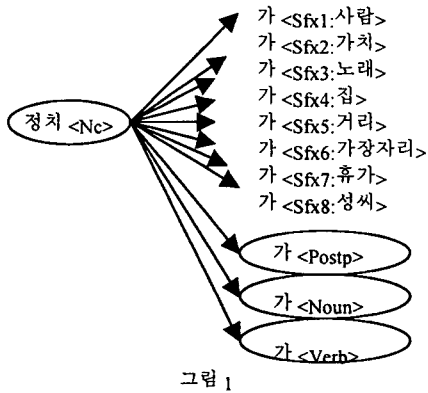 가 <Sfx1:사람>
가 <Sfx2:가치>
가 <Sfx3:노래>
가 <Sfx4:집>
정치 <Nc>
가 <Sfx5:거리>
가 <Sfx6:가장자리>
가 <Sfx7:휴가>
가 <Sfx8:성씨>
가 <Postp>
가 <Noun>
가 <Verb>
그림 1